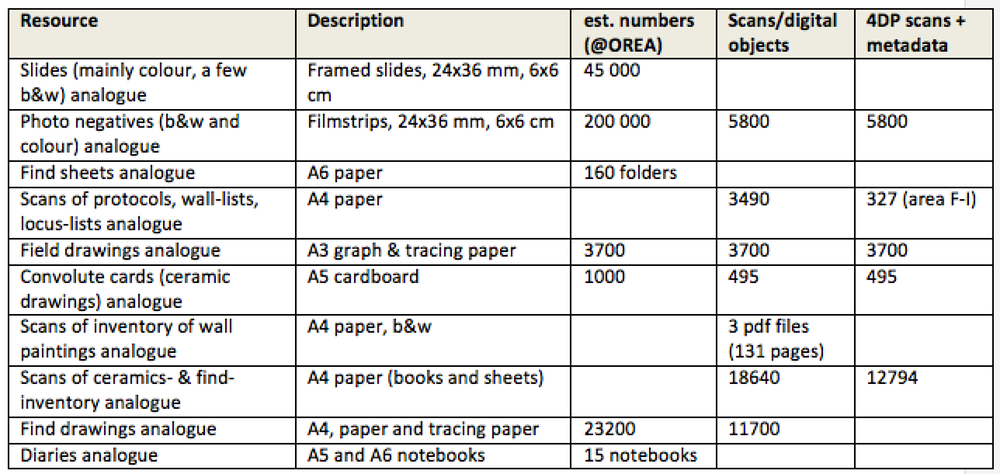 Resource Description est. numbers Scans/digital 4DP scans +
(@OREA) objects metadata
Slides (mainly colour, a few Framed slides, 24x36 mm, 6x6 45 000
b&w) analogue cm
Photo negatives (b&w and Filmstrips, 24x36 mm, 6x6 cm 200 000 5800 5800
colour) analogue
Find sheets analogue A6 paper 160 folders
Scans of protocols, wall-lists, A4 paper 3490 327 (area F-I)
locus-lists analogue
Field drawings analogue A3 graph & tracing paper 3700 3700 3700
Convolute cards (ceramic A5 cardboard 1000 495 495
drawings) analogue
Scans of inventory of wall A4 paper, b&w 3 pdf files
paintings analogue (131 pages)
Scans of ceramics- & find- A4 paper (books and sheets) 18640 12794
inventory analogue
Find drawings analogue A4, paper and tracing paper 23200 11700
Diaries analogue A5 and A6 notebooks 15 notebooks